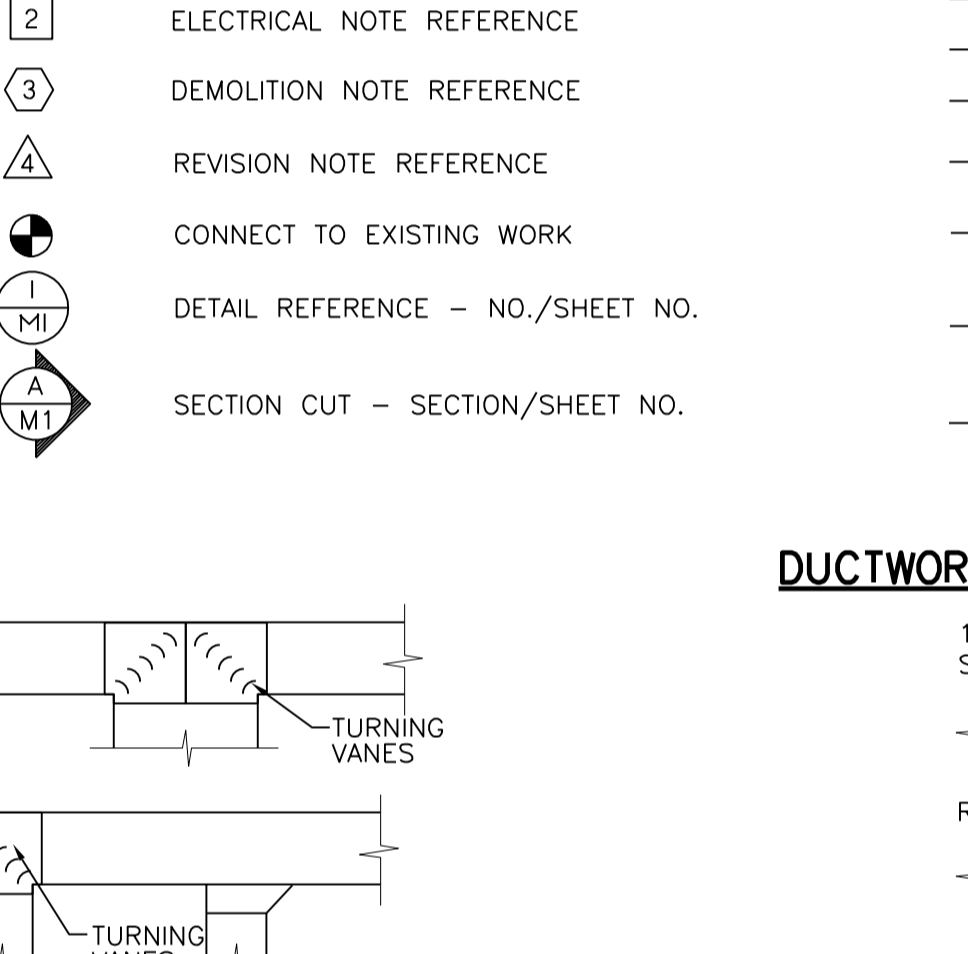 2 ELECTRICAL NOTE REFERENCE
3 DEMOLITION NOTE REFERENCE
4 REVISION NOTE REFERENCE
CONNECT TO EXISTING WORK
I
MI
DETAIL REFERENCE – NO./SHEET NO.
A
M1
SECTION CUT – SECTION/SHEET NO.
TURNING
VANES
TURNING
VANES